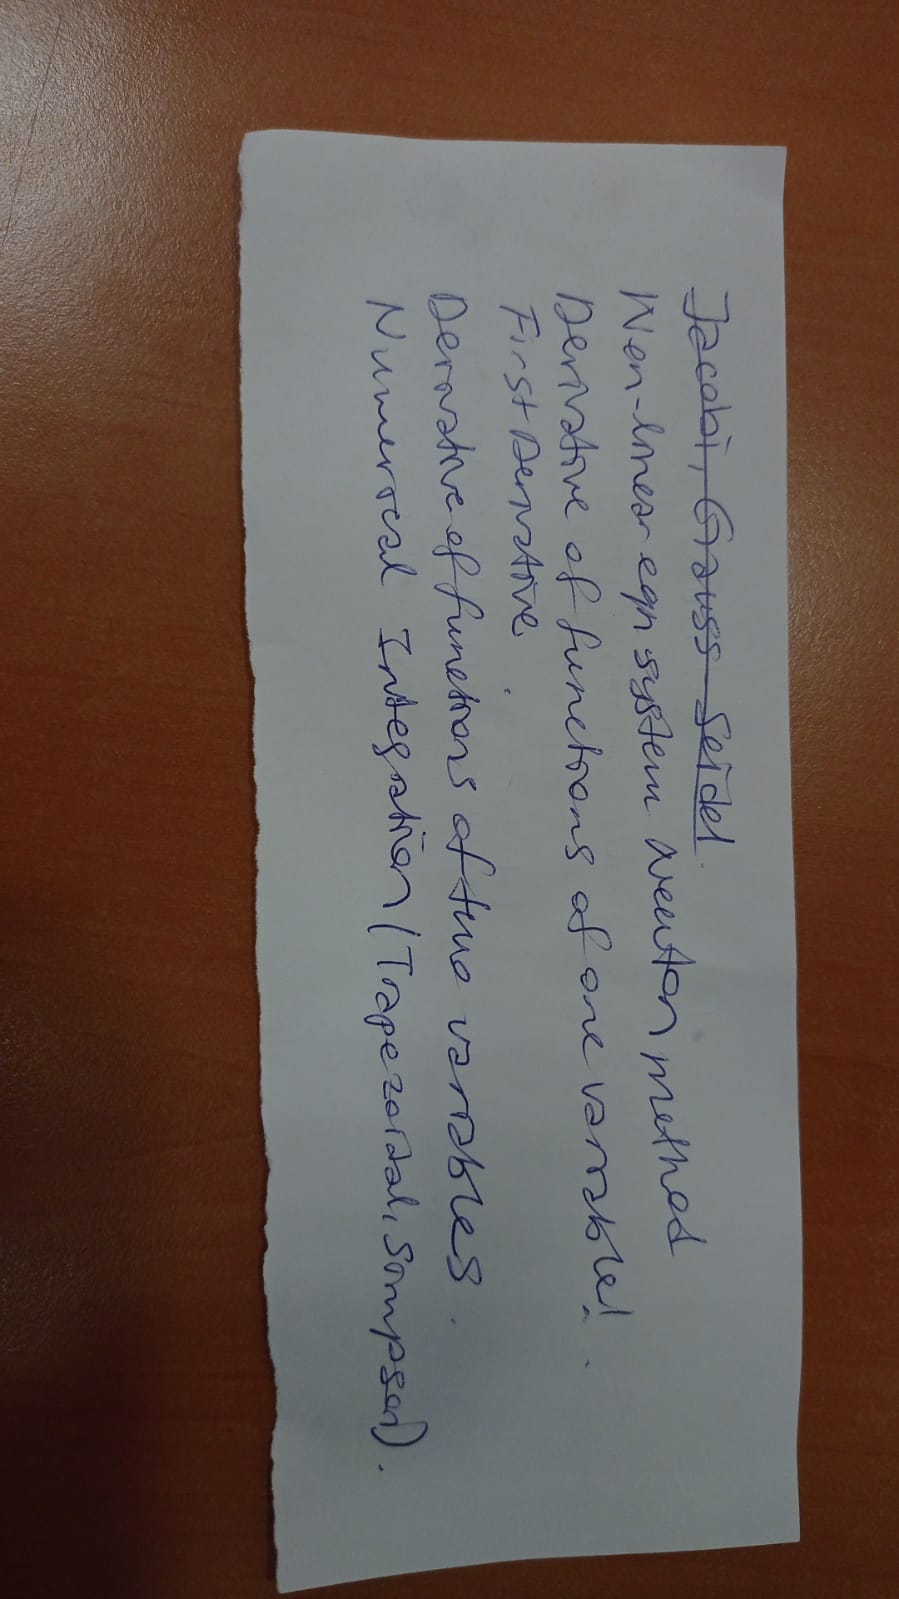 Jacobi, Gauss Seidel
Non-linear eqn system Newton method
Derivative of functions of one variable!
First Derivative
Derivative of functions of two variables
Numerical Integration (Trapezoidal, Simpson).